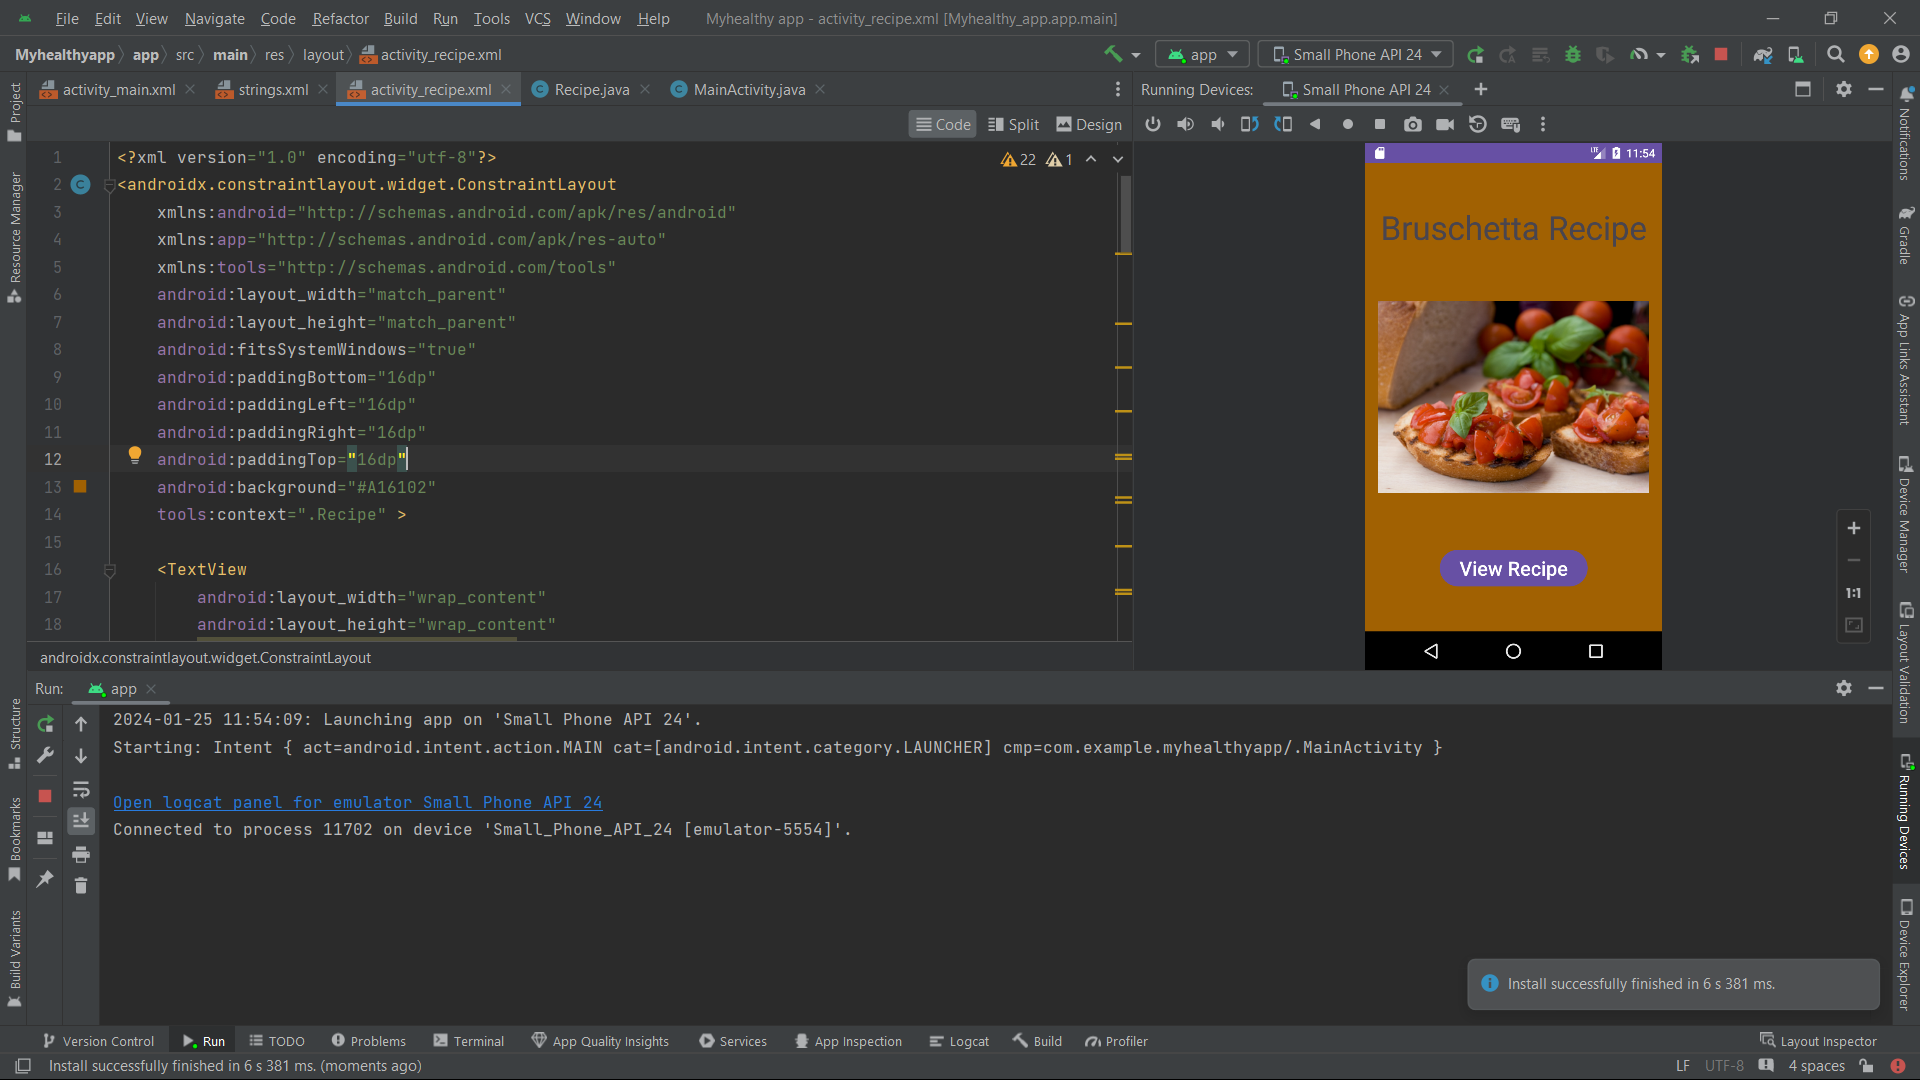 File Edit View Navigate Code Refactor Build Run Tools VCS Window Help Myhealthy app - activity_recipe.xml [Myhealthy_app.app.main]
Myhealthyapp app src main res layout activity_recipe.xml app Small Phone API 24
activity_main.xml strings.xml activity_recipe.xml Recipe.java MainActivity.java Running Devices: Small Phone API 24
Code Split Design
22 1
1 <?xml version="1.0" encoding="utf-8"?>
2 <androidx.constraintlayout.widget.ConstraintLayout
3 xmlns:android="http://schemas.android.com/apk/res/android"
4 xmlns:app="http://schemas.android.com/apk/res-auto"
5 xmlns:tools="http://schemas.android.com/tools"
6 android:layout_width="match_parent"
7 android:layout_height="match_parent"
8 android:fitsSystemWindows="true"
9 android:paddingBottom="16dp"
10 android:paddingLeft="16dp"
11 android:paddingRight="16dp"
12 android:paddingTop="16dp"
13 android:background="#A16102"
14 tools:context=".Recipe" >
15
16 <TextView
17 android:layout_width="wrap_content"
18 android:layout_height="wrap_content"
androidx.constraintlayout.widget.ConstraintLayout
LTE 11:54
Bruschetta Recipe
View Recipe
1:1
Project
Resource Manager
Structure
Bookmarks
Build Variants
Notifications
Gradle
App Links Assistant
Device Manager
Layout Validation
Running Devices
Device Explorer
Run: app
2024-01-25 11:54:09: Launching app on 'Small Phone API 24'.
Starting: Intent { act=android.intent.action.MAIN cat=[android.intent.category.LAUNCHER] cmp=com.example.myhealthyapp/.MainActivity }
Open logcat panel for emulator Small Phone API 24
Connected to process 11702 on device 'Small_Phone_API_24 [emulator-5554]'.
Install successfully finished in 6 s 381 ms.
Version Control Run TODO Problems Terminal App Quality Insights Services App Inspection Logcat Build Profiler Layout Inspector
Install successfully finished in 6 s 381 ms. (moments ago) LF UTF-8 4 spaces